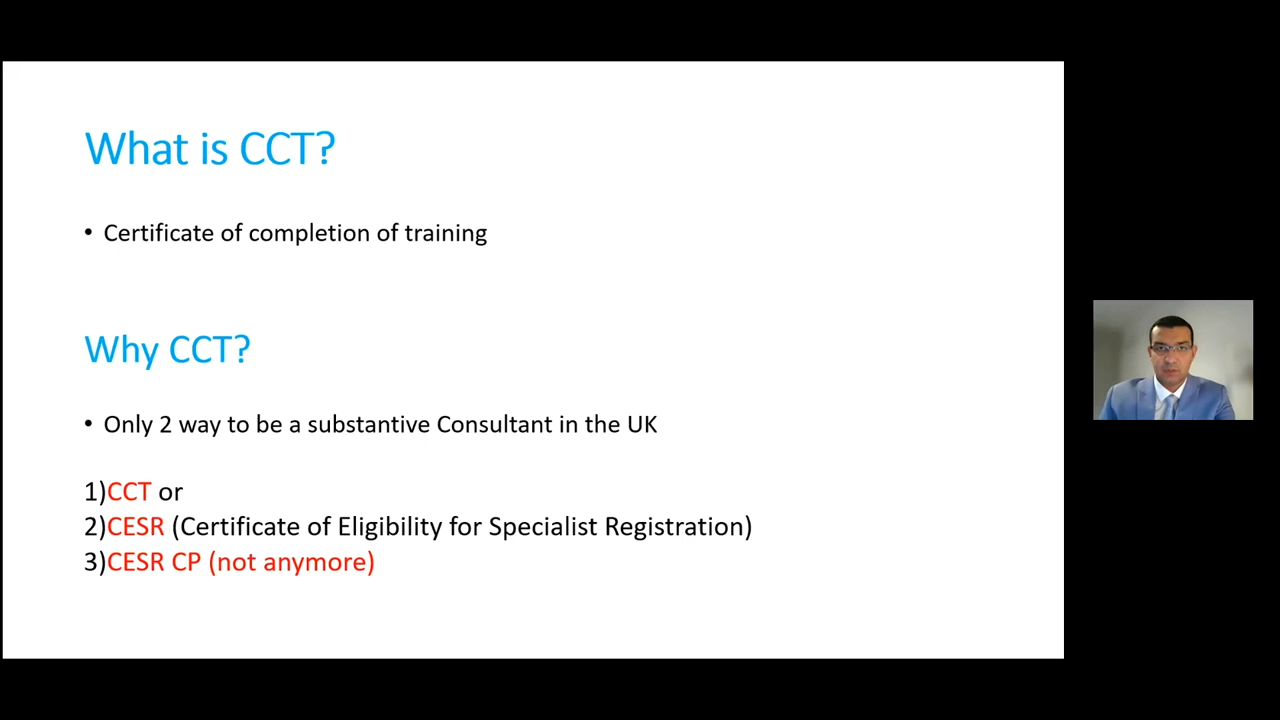 What is CCT?
• Certificate of completion of training
Why CCT?
• Only 2 way to be a substantive Consultant in the UK
1)CCT or
2)CESR (Certificate of Eligibility for Specialist Registration)
3)CESR CP (not anymore)